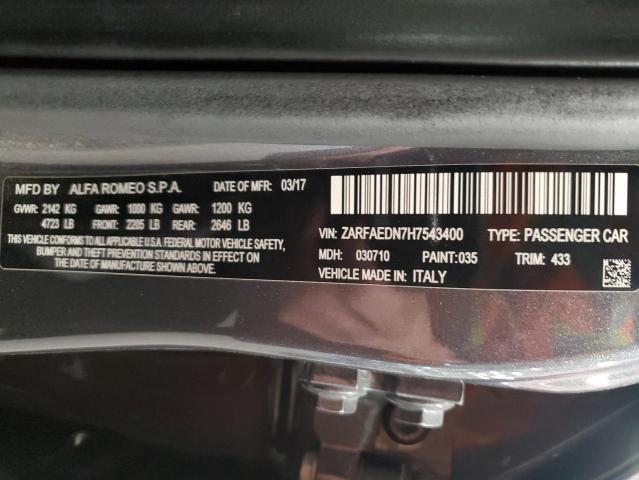 MFD BY ALFA ROMEO S.P.A. DATE OF MFR: 03/17
GVWR: 2142 KG GAWR: 1000 KG GAWR: 1200 KG
4723 LB FRONT: 2205 LB REAR: 2646 LB
THIS VEHICLE CONFORMS TO ALL APPLICABLE U.S.A. FEDERAL MOTOR VEHICLE SAFETY,
BUMPER AND THEFT PREVENTION STANDARDS IN EFFECT ON
THE DATE OF MANUFACTURE SHOWN ABOVE.
VIN: ZARFAEDN7H7543400 TYPE: PASSENGER CAR
MDH: 030710 PAINT: 035 TRIM: 433
VEHICLE MADE IN: ITALY